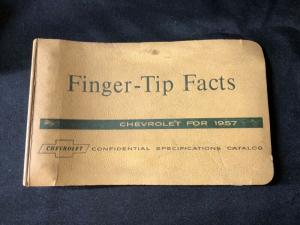 Finger-Tip Facts
CHEVROLET FOR 1957
CHEVROLET CONFIDENTIAL SPECIFICATIONS CATALOG